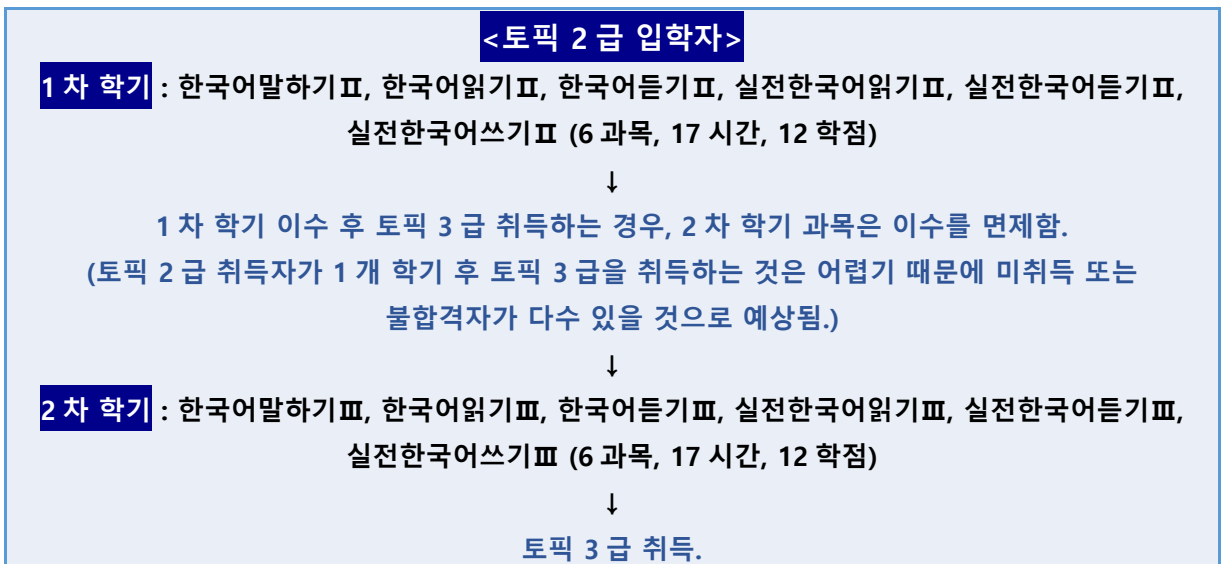 <토픽 2급 입학자>
1차 학기 : 한국어말하기Ⅱ, 한국어읽기Ⅱ, 한국어듣기Ⅱ, 실전한국어읽기Ⅱ, 실전한국어듣기Ⅱ,
실전한국어쓰기Ⅱ (6과목, 17시간, 12학점)
↓
1차 학기 이수 후 토픽 3급 취득하는 경우, 2차 학기 과목은 이수를 면제함.
(토픽 2급 취득자가 1개 학기 후 토픽 3급을 취득하는 것은 어렵기 때문에 미취득 또는
불합격자가 다수 있을 것으로 예상됨.)
↓
2차 학기 : 한국어말하기Ⅲ, 한국어읽기Ⅲ, 한국어듣기Ⅲ, 실전한국어읽기Ⅲ, 실전한국어듣기Ⅲ,
실전한국어쓰기Ⅲ (6과목, 17시간, 12학점)
↓
토픽 3급 취득.